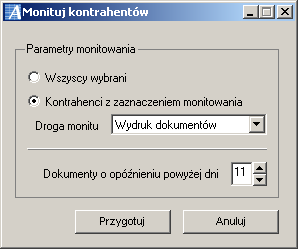 Monituj kontrahentów
Parametry monitowania
Wszyscy wybrani
Kontrahenci z zaznaczeniem monitowania
Droga monitu
Wydruk dokumentów
Dokumenty o opóźnieniu powyżej dni
11
Przygotuj
Anuluj